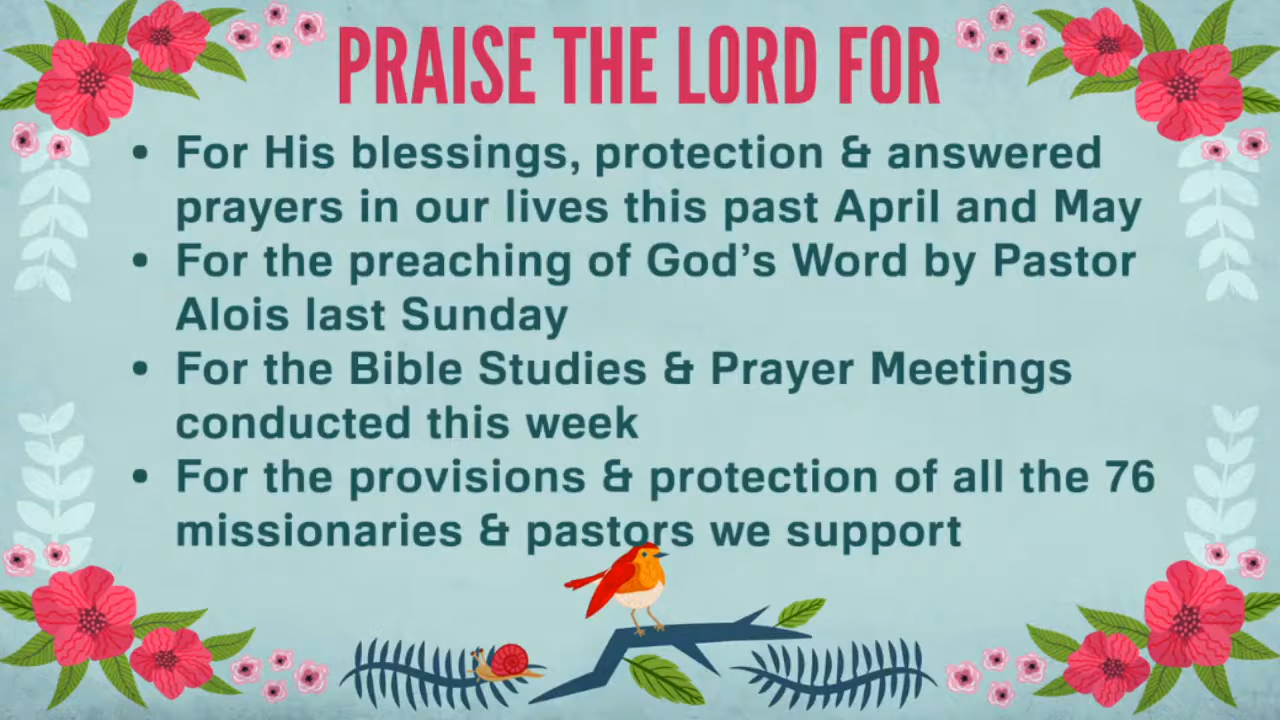 PRAISE THE LORD FOR
• For His blessings, protection & answered
prayers in our lives this past April and May
• For the preaching of God's Word by Pastor
Alois last Sunday
• For the Bible Studies & Prayer Meetings
conducted this week
• For the provisions & protection of all the 76
missionaries & pastors we support